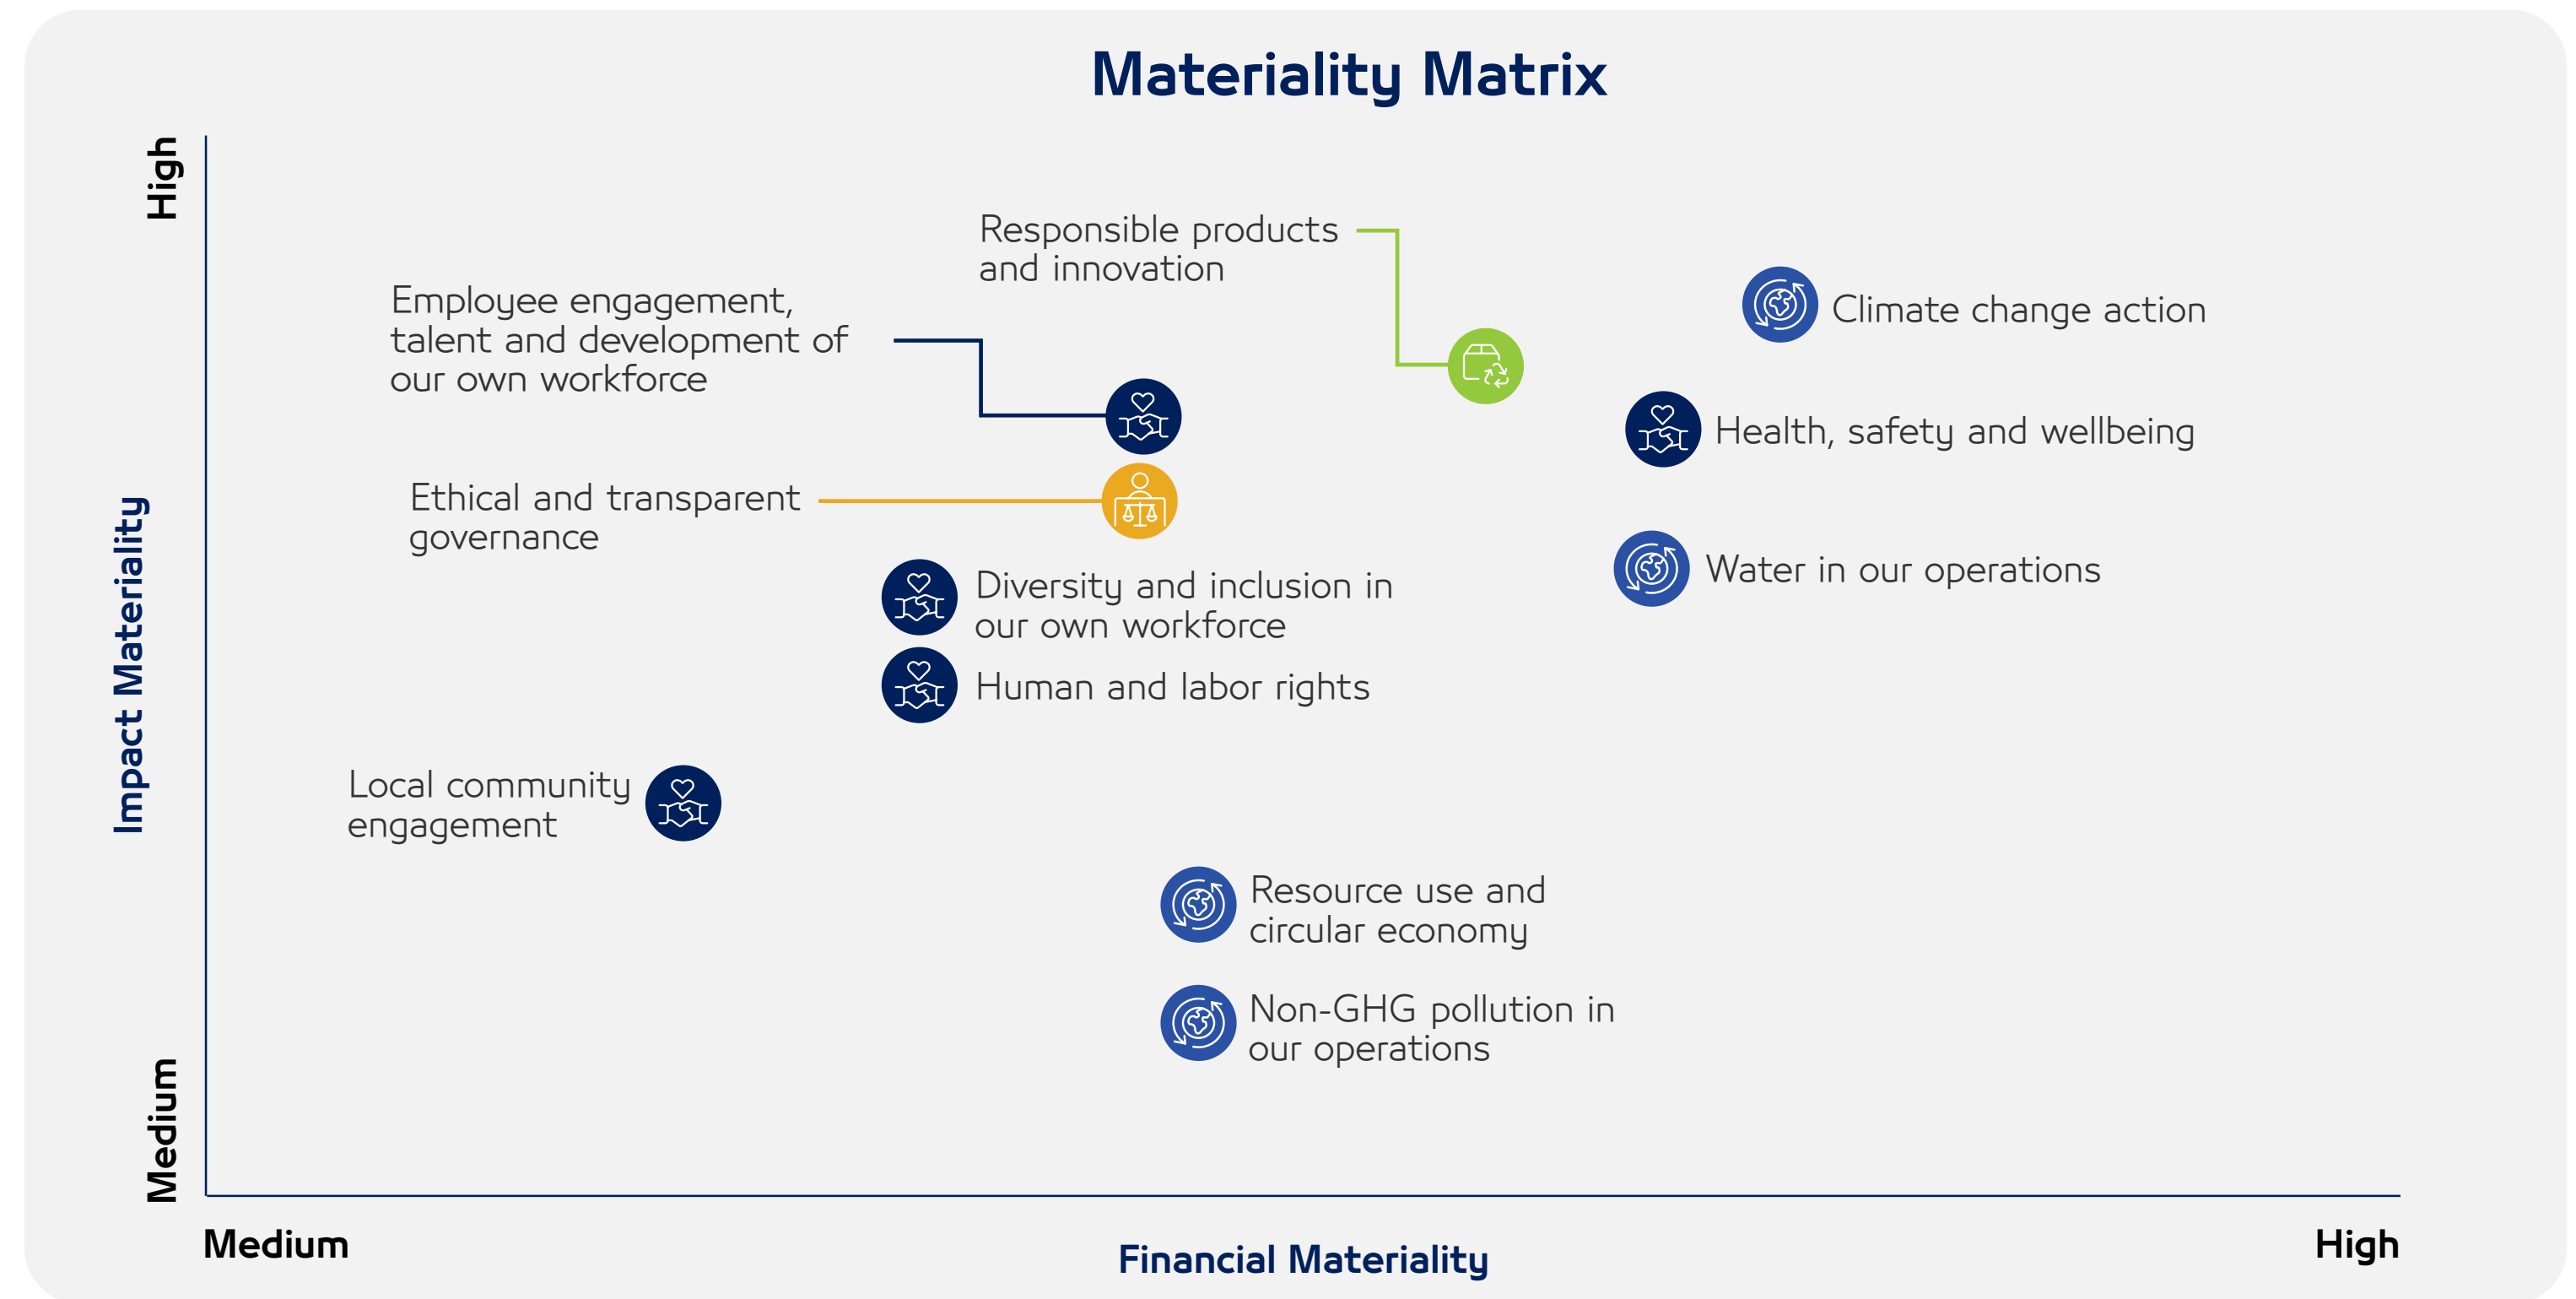 Materiality Matrix
High
Impact Materiality
Medium
Responsible products
and innovation
Employee engagement,
talent and development of
our own workforce
Climate change action
Health, safety and wellbeing
Ethical and transparent
governance
Water in our operations
Diversity and inclusion in
our own workforce
Human and labor rights
Local community
engagement
Resource use and
circular economy
Non-GHG pollution in
our operations
Medium
Financial Materiality
High